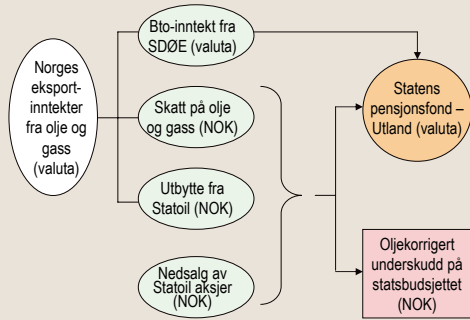 Norges
eksport-
inntekter
fra olje og
gass
(valuta)
Bto-inntekt fra
SDØE (valuta)
Skatt på olje
og gass (NOK)
Utbytte fra
Statoil (NOK)
Nedsalg av
Statoil aksjer
(NOK)
Statens
pensjonsfond –
Utland (valuta)
Oljekorrigert
underskudd på
statsbudsjettet
(NOK)